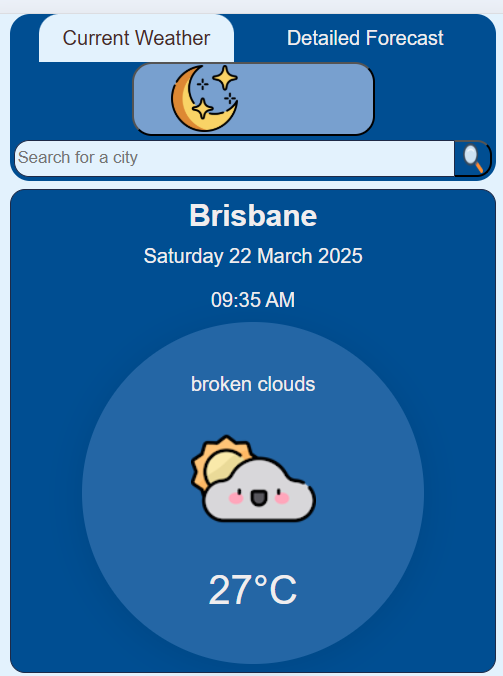 Current Weather
Detailed Forecast
Search for a city
Brisbane
Saturday 22 March 2025
09:35 AM
broken clouds
27°C